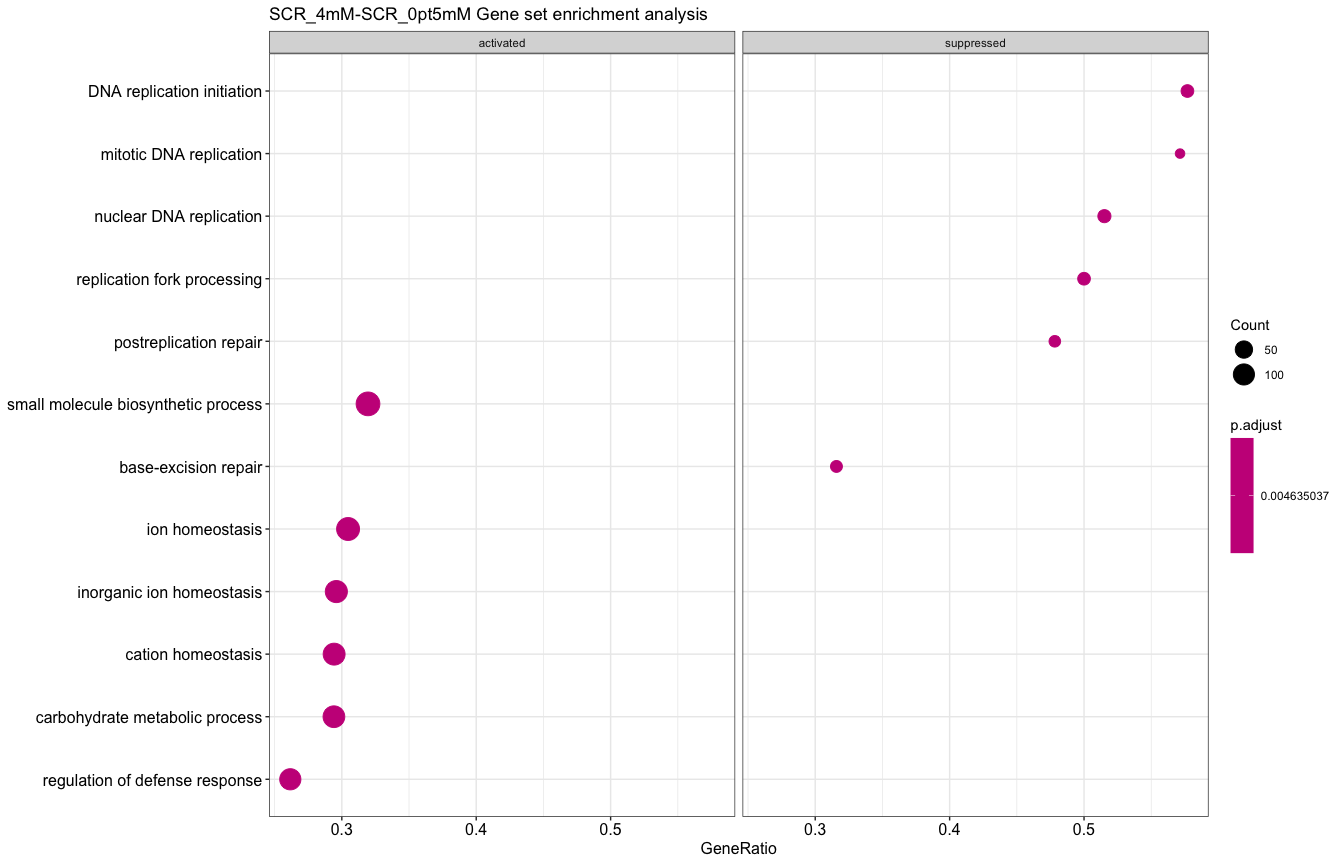 SCR_4mM-SCR_0pt5mM Gene set enrichment analysis
activated
suppressed
DNA replication initiation
mitotic DNA replication
nuclear DNA replication
replication fork processing
postreplication repair
small molecule biosynthetic process
base-excision repair
ion homeostasis
inorganic ion homeostasis
cation homeostasis
carbohydrate metabolic process
regulation of defense response
0.3
0.4
0.5
0.3
0.4
0.5
GeneRatio
Count
50
100
p.adjust
0.004635037